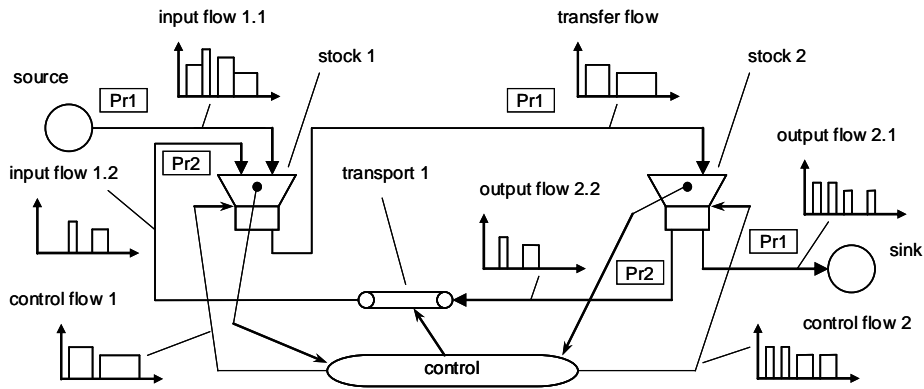 input flow 1.1
transfer flow
stock 1
stock 2
source
Pr1
Pr1
output flow 2.1
Pr2
input flow 1.2
transport 1
output flow 2.2
Pr1
sink
Pr2
control flow 1
control flow 2
control